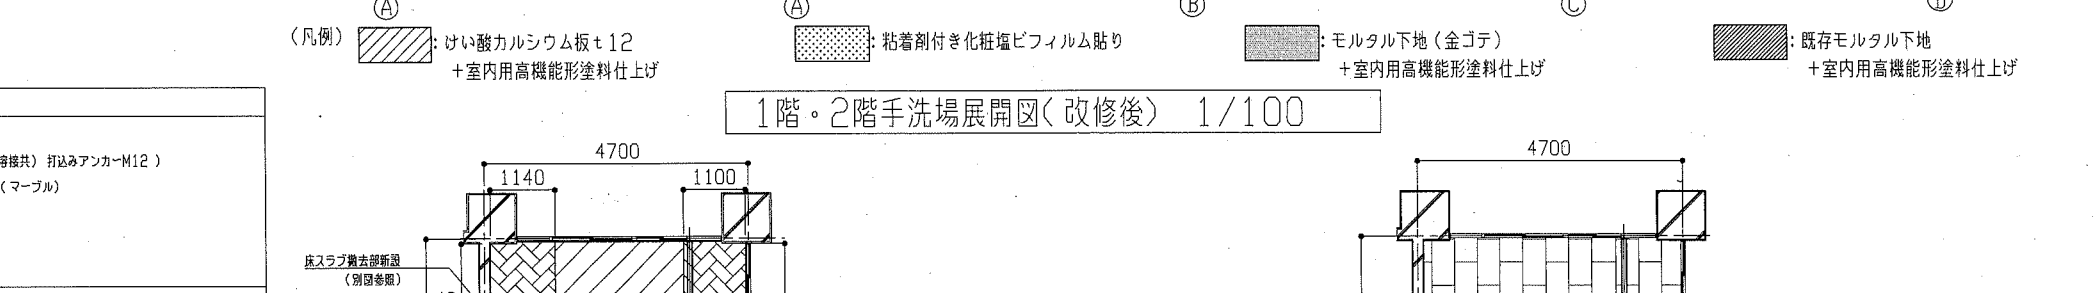 A A B C D
（凡例） : けい酸カルシウム板t12
＋室内用高機能形塗料仕上げ
: 粘着剤付き化粧塩ビフィルム貼り
: モルタル下地（金ゴテ）
＋室内用高機能形塗料仕上げ
: 既存モルタル下地
＋室内用高機能形塗料仕上げ
1階・2階手洗場展開図（改修後） 1/100
溶接共） 打込みアンカーM12 ）
（マーブル）
4700
1140
1100
床スラブ撤去部新設
（別図参照）
4700